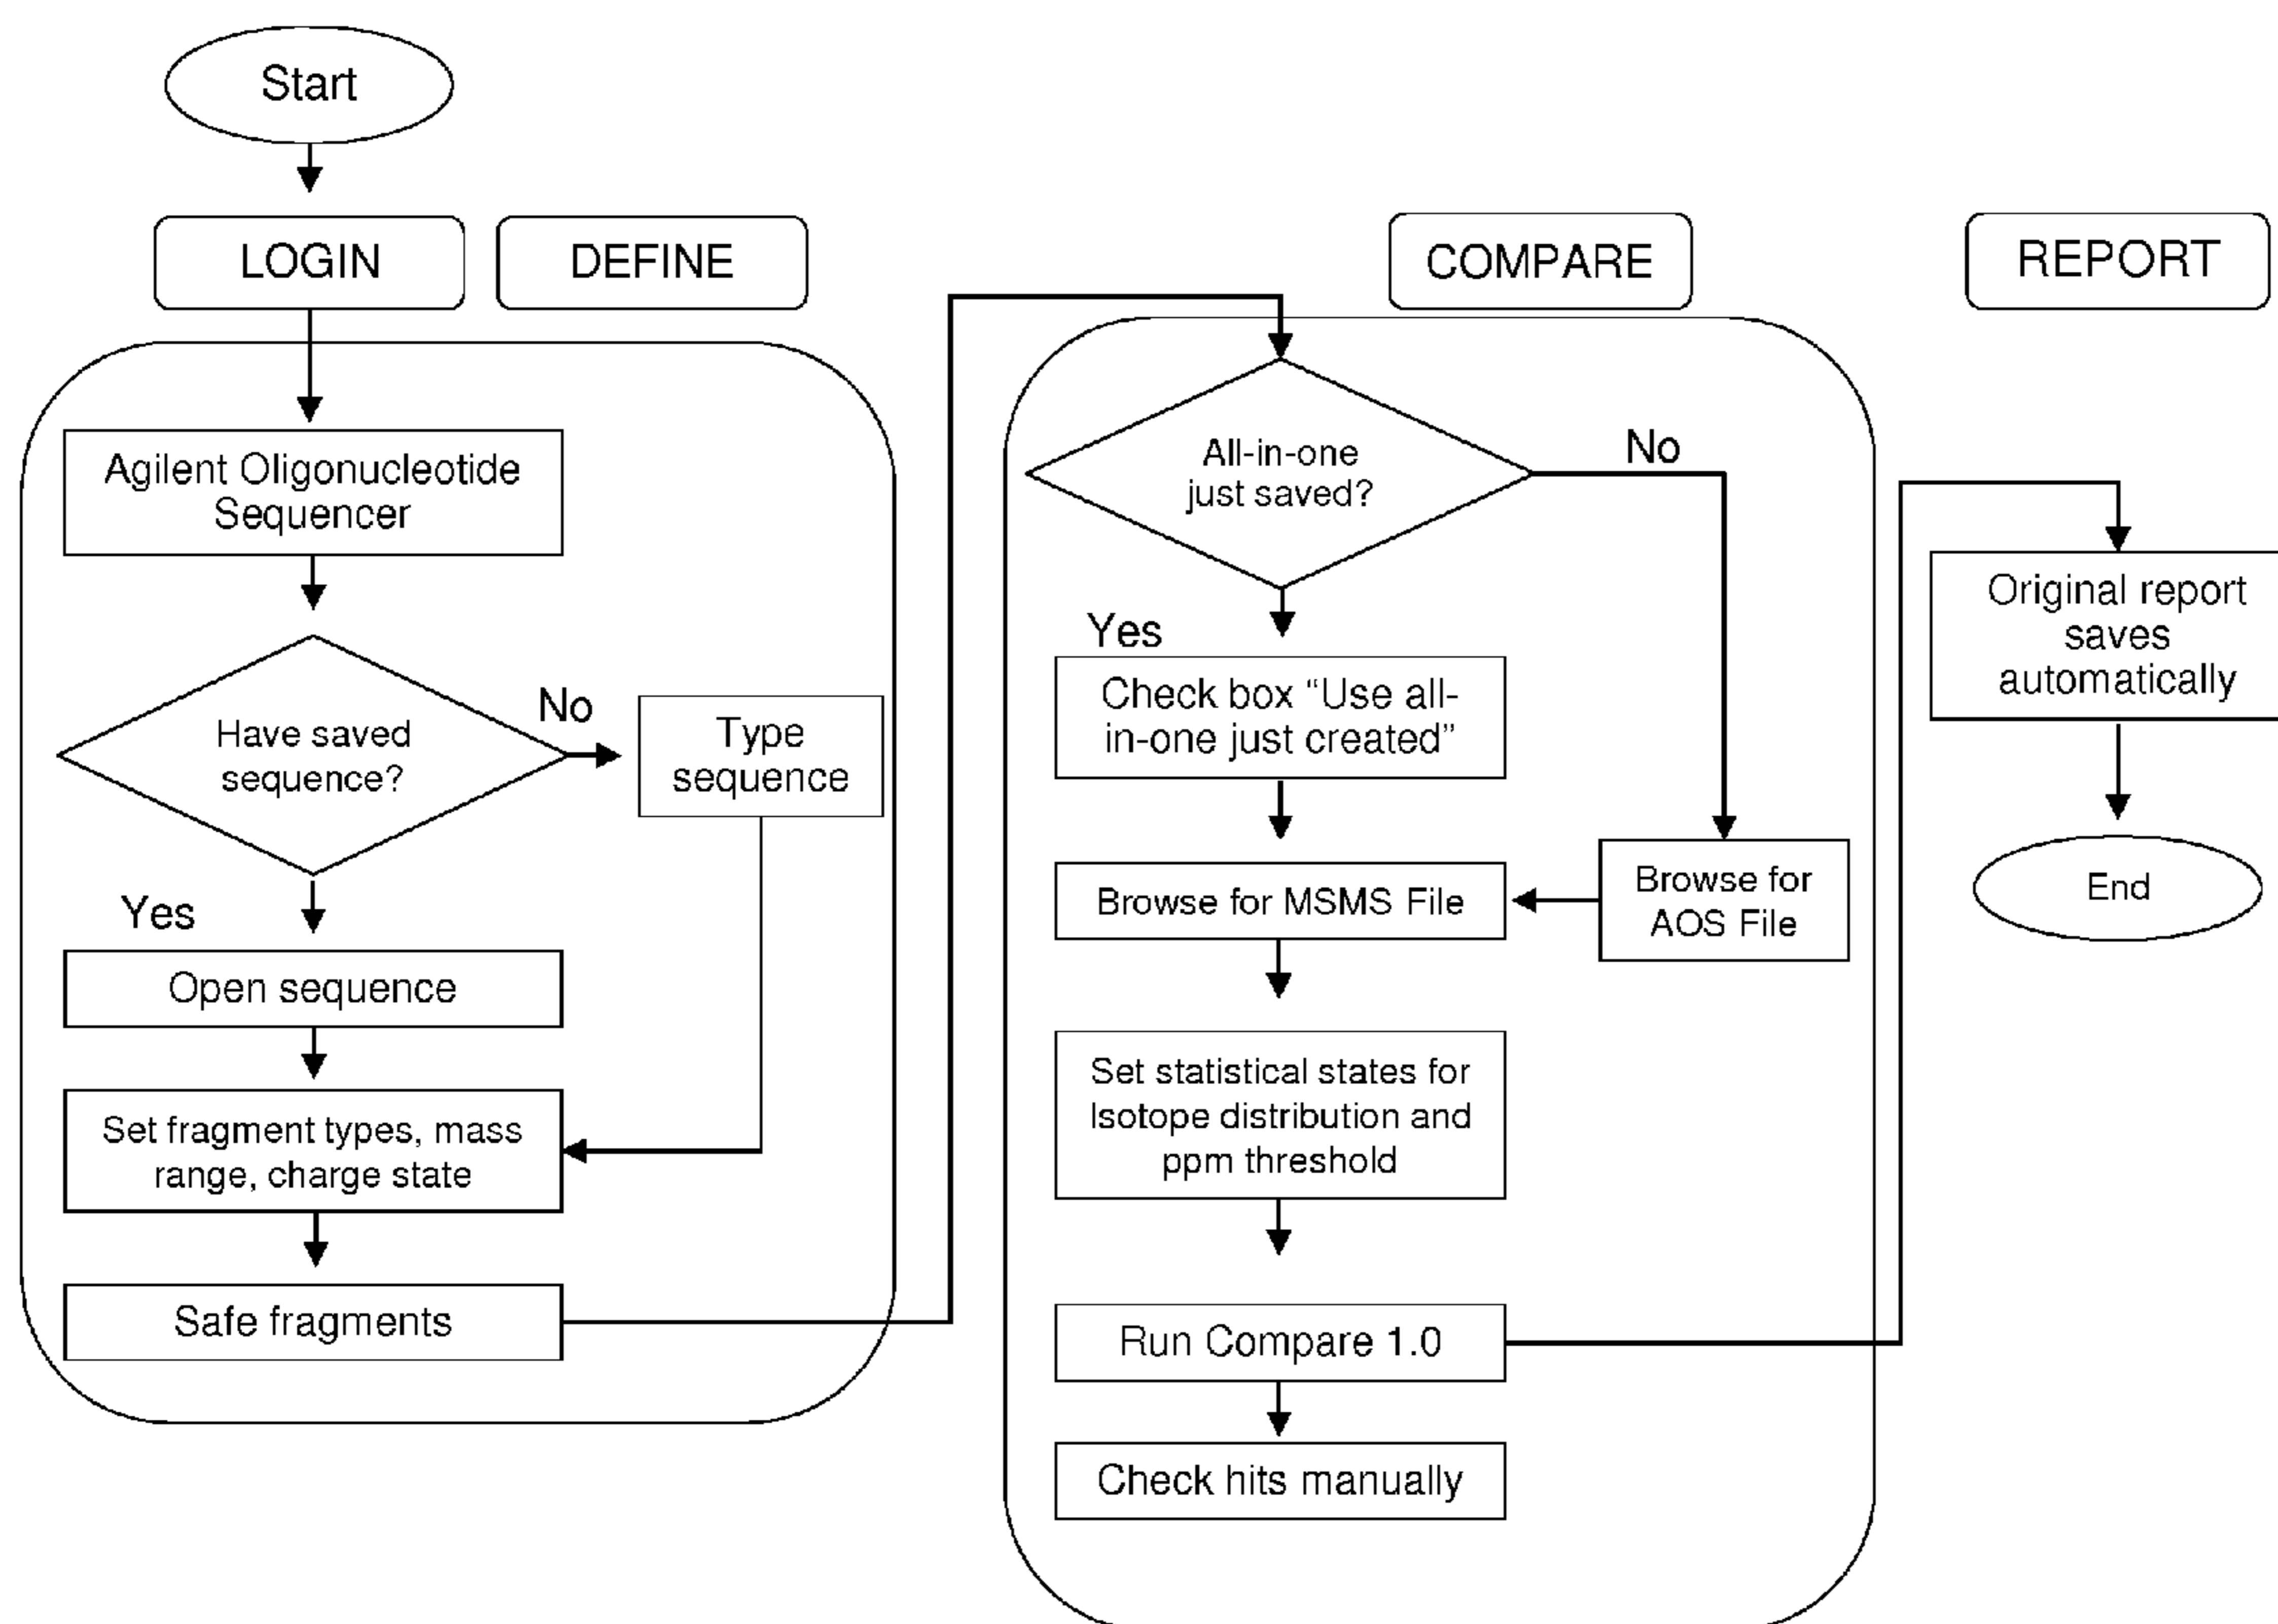 Start
LOGIN
DEFINE
COMPARE
REPORT
Agilent Oligonucleotide
Sequencer
Have saved
sequence?
No
Type
sequence
Yes
Open sequence
Set fragment types, mass
range, charge state
Safe fragments
All-in-one
just saved?
No
Yes
Check box “Use all-
in-one just created”
Browse for MSMS File
Browse for
AOS File
Set statistical states for
Isotope distribution and
ppm threshold
Run Compare 1.0
Check hits manually
Original report
saves
automatically
End